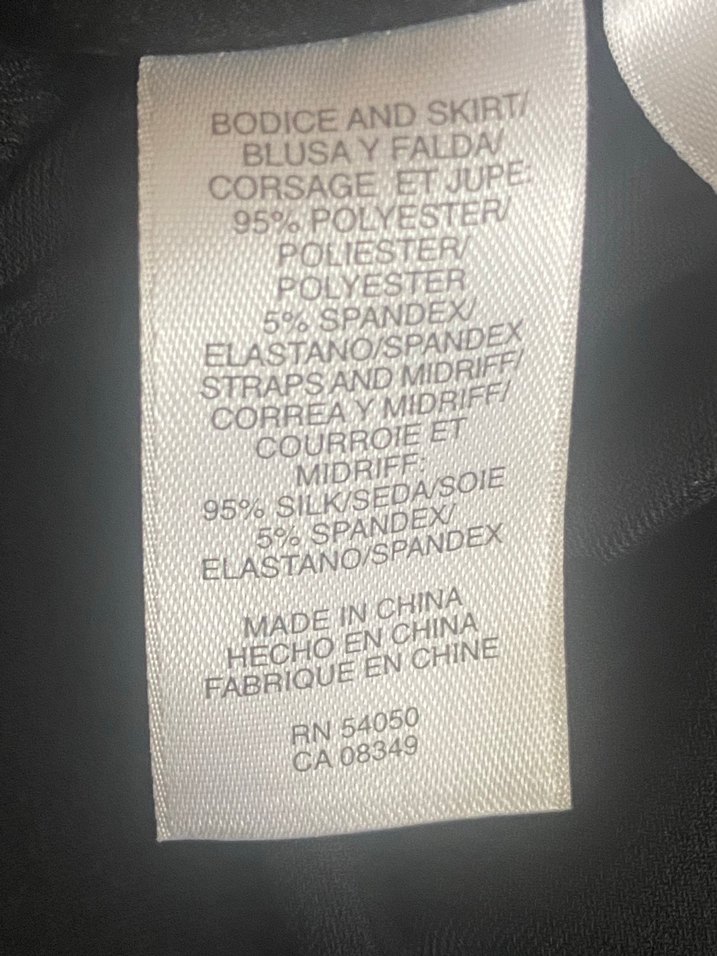 BODICE AND SKIRT/
BLUSA Y FALDA/
CORSAGE ET JUPE:
95% POLYESTER/
POLIESTER/
POLYESTER
5% SPANDEX/
ELASTANO/SPANDEX
STRAPS AND MIDRIFF/
CORREA Y MIDRIFF/
COURROIE ET
MIDRIFF:
95% SILK/SEDA/SOIE
5% SPANDEX/
ELASTANO/SPANDEX
MADE IN CHINA
HECHO EN CHINA
FABRIQUE EN CHINE
RN 54050
CA 08349